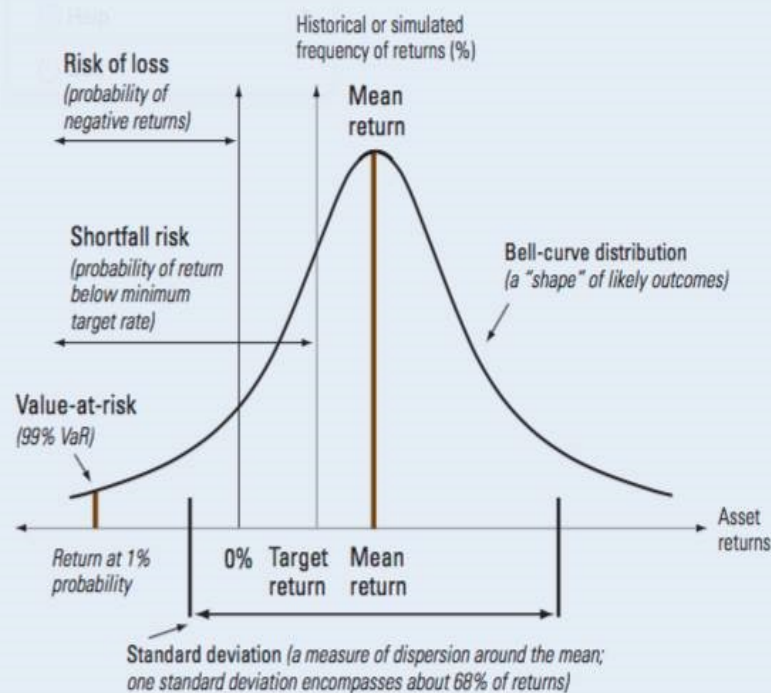 Historical or simulated
frequency of returns (%)
Risk of loss
(probability of
negative returns)
Mean
return
Shortfall risk
(probability of return
below minimum
target rate)
Bell-curve distribution
(a “shape” of likely outcomes)
Value-at-risk
(99% VaR)
Asset
returns
Return at 1%
probability
0%
Target
return
Mean
return
Standard deviation (a measure of dispersion around the mean;
one standard deviation encompasses about 68% of returns)